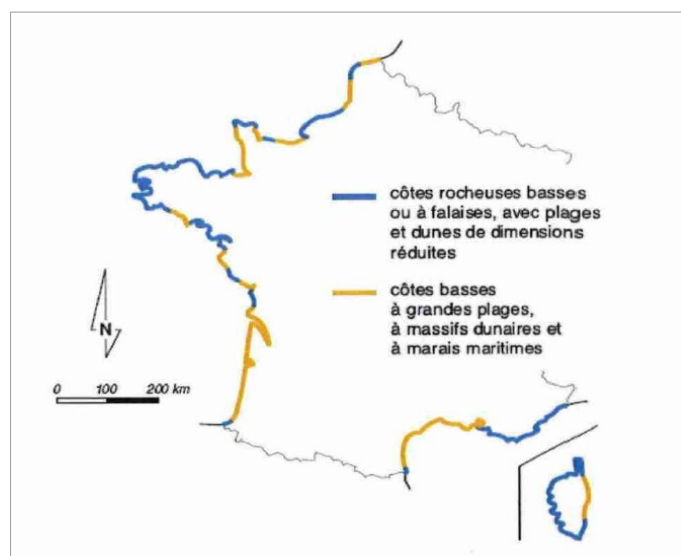 côtes rocheuses basses
ou à falaises, avec plages
et dunes de dimensions
réduites
côtes basses
à grandes plages,
à massifs dunaires et
à marais maritimes
N
0 100 200 km